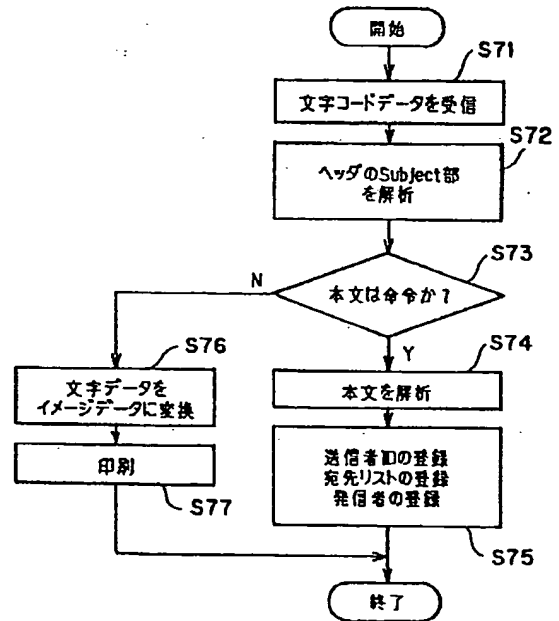 開始
S71
文字コードデータを受信
S72
ヘッダのSubject部
を解析
S73
本文は命令か?
N
Y
S74
本文を解析
S76
文字データを
イメージデータに変換
印刷
S77
送信者IDの登録
宛先リストの登録
発信者の登録
S75
終了